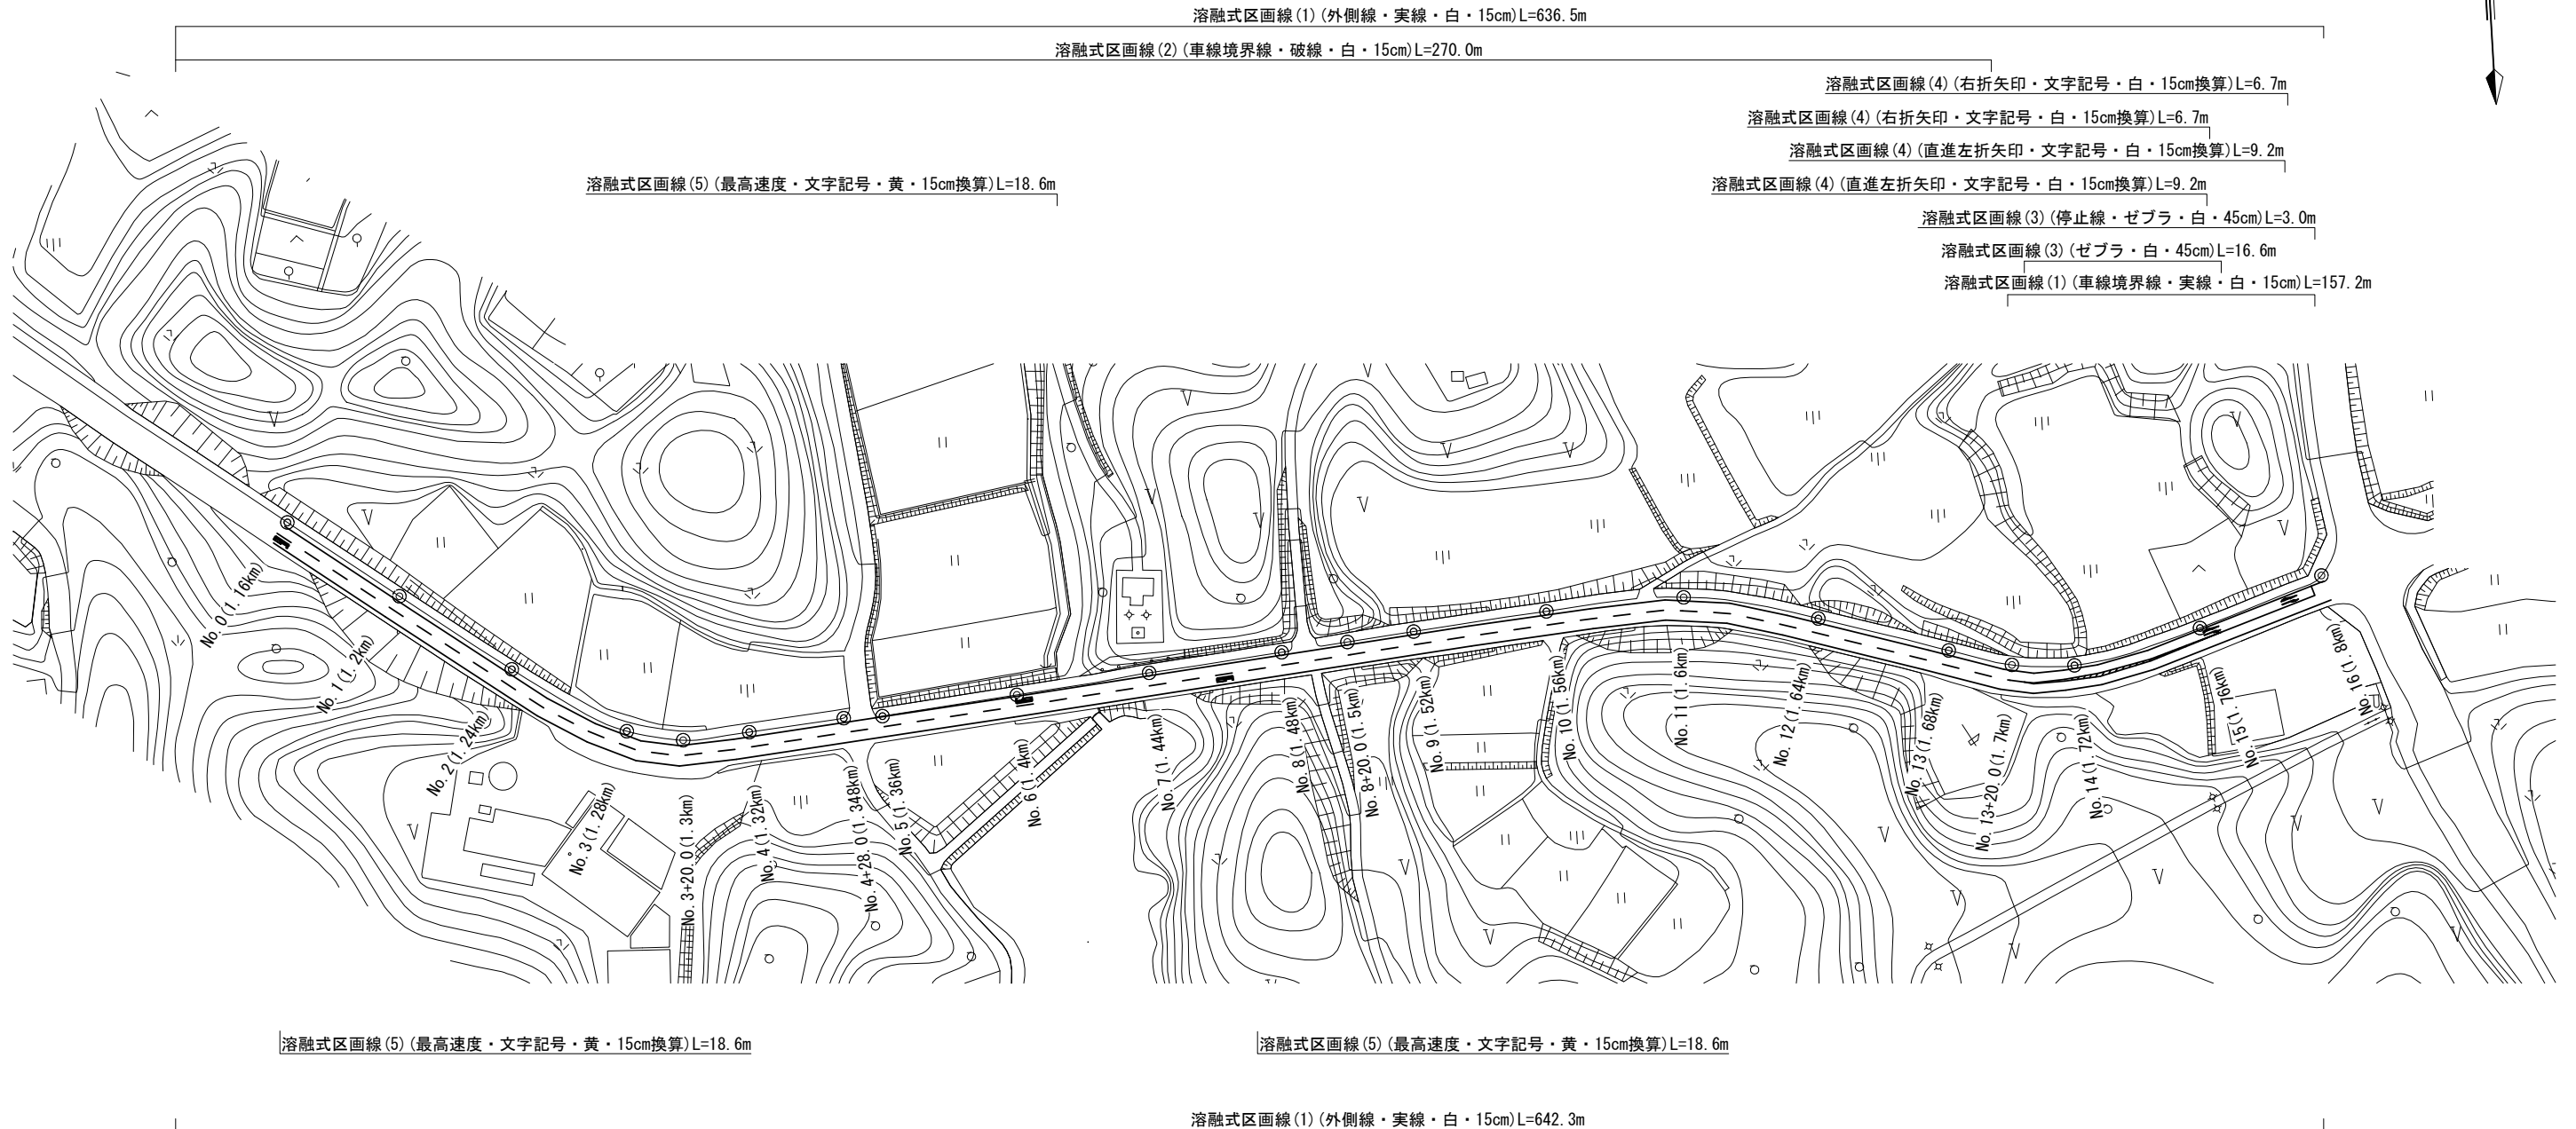 溶融式区画線(1)(外側線・実線・白・15cm)L=636.5m
溶融式区画線(2)(車線境界線・破線・白・15cm)L=270.0m
溶融式区画線(4)(右折矢印・文字記号・白・15cm換算)L=6.7m
溶融式区画線(4)(右折矢印・文字記号・白・15cm換算)L=6.7m
溶融式区画線(4)(直進左折矢印・文字記号・白・15cm換算)L=9.2m
溶融式区画線(5)(最高速度・文字記号・黄・15cm換算)L=18.6m
溶融式区画線(4)(直進左折矢印・文字記号・白・15cm換算)L=9.2m
溶融式区画線(3)(停止線・ゼブラ・白・45cm)L=3.0m
溶融式区画線(3)(ゼブラ・白・45cm)L=16.6m
溶融式区画線(1)(車線境界線・実線・白・15cm)L=157.2m
No.0(1.16km)
No.1(1.2km)
No.2(1.24km)
No.3(1.28km)
No.3+20.0(1.3km)
No.4(1.32km)
No.4+28.0(1.348km)
No.5(1.36km)
No.6(1.4km)
No.7(1.44km)
No.8(1.48km)
No.8+20.0(1.5km)
No.9(1.52km)
No.10(1.56km)
No.11(1.6km)
No.12(1.64km)
No.13(1.68km)
No.13+20.0(1.7km)
No.14(1.72km)
No.15(1.76km)
No.16(1.8km)
溶融式区画線(5)(最高速度・文字記号・黄・15cm換算)L=18.6m
溶融式区画線(5)(最高速度・文字記号・黄・15cm換算)L=18.6m
溶融式区画線(1)(外側線・実線・白・15cm)L=642.3m